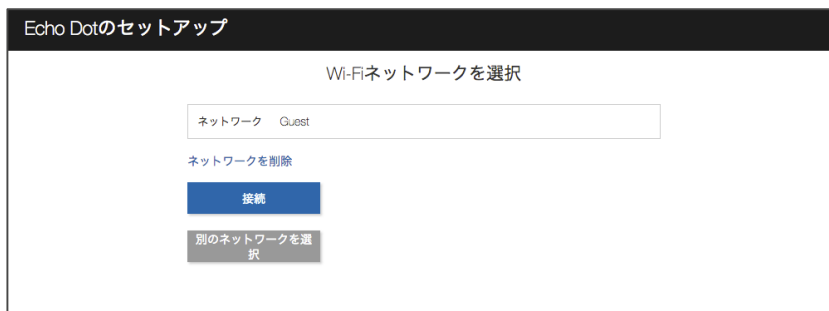 Echo Dotのセットアップ
Wi-Fiネットワークを選択
ネットワーク Guest
ネットワークを削除
接続
別のネットワークを選
択